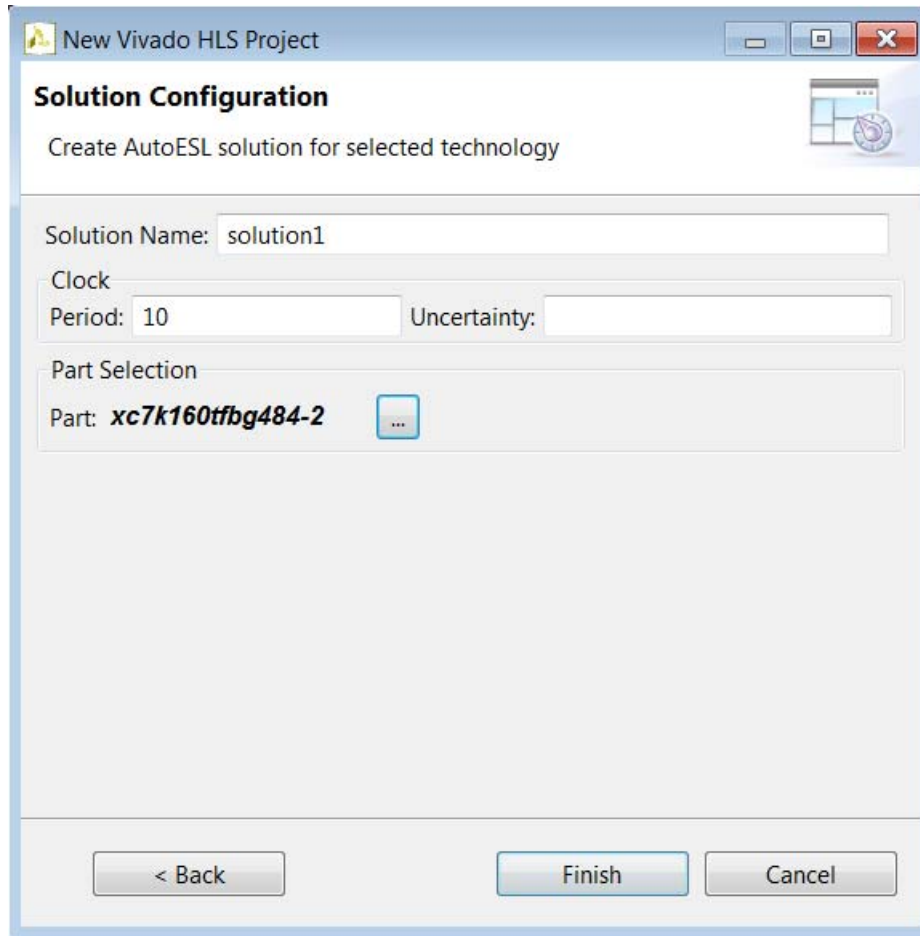 New Vivado HLS Project
Solution Configuration
Create AutoESL solution for selected technology
Solution Name: solution1
Clock
Period: 10 Uncertainty:
Part Selection
Part: xc7k160tfbg484-2 ...
< Back Finish Cancel